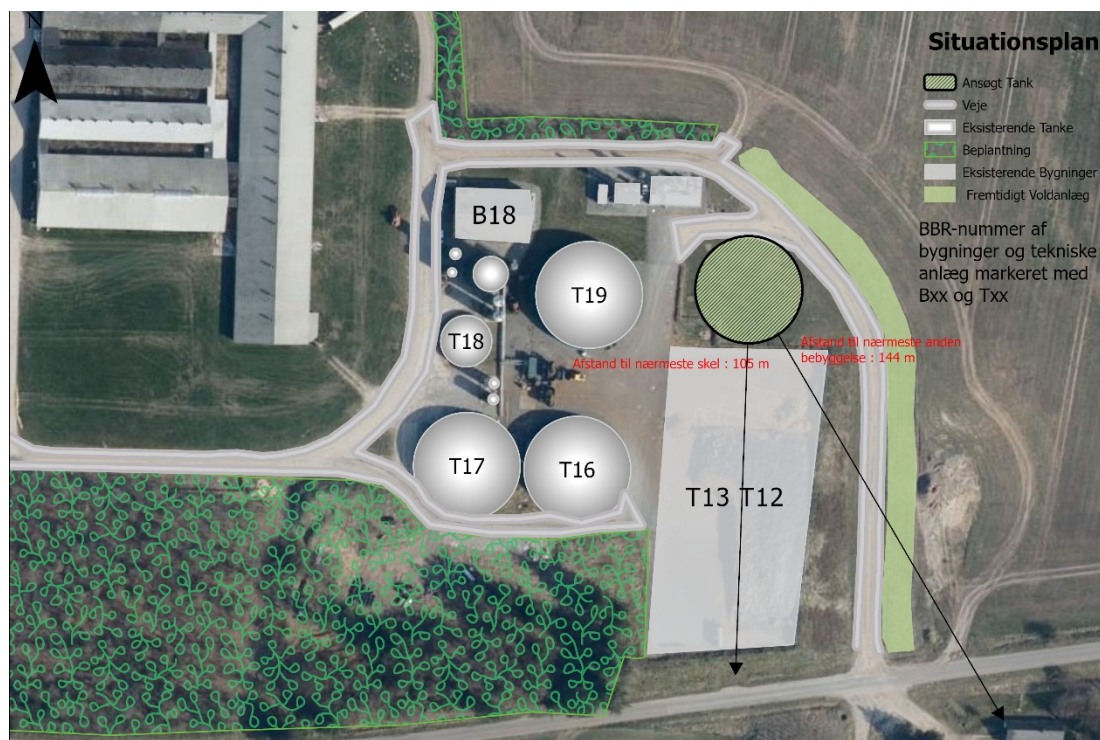 N
Situationsplan
Ansøgt Tank
Veje
Eksisterende Tanke
Beplantning
Eksisterende Bygninger
Fremtidigt Voldanlæg
BBR-nummer af
bygninger og tekniske
anlæg markeret med
Bxx og Txx
B18
T19
T18
Afstand til nærmeste skel : 105 m
Afstand til nærmeste anden
bebyggelse : 144 m
T17
T16
T13 T12